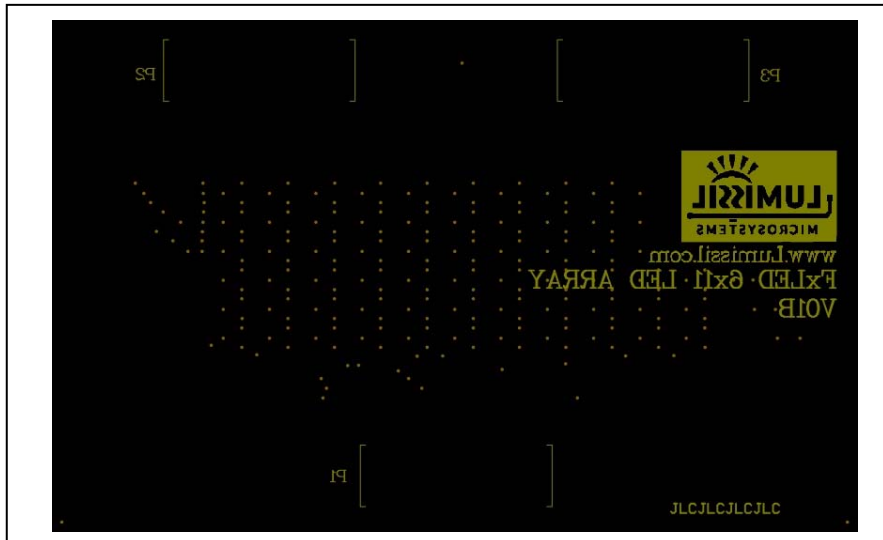 P2
P3
LUMISSIL
MICROSYSTEMS
www.Lumissil.com
FxLED 6x11 LED ARRAY
V01B
P1
JLCJLCJLCJLC